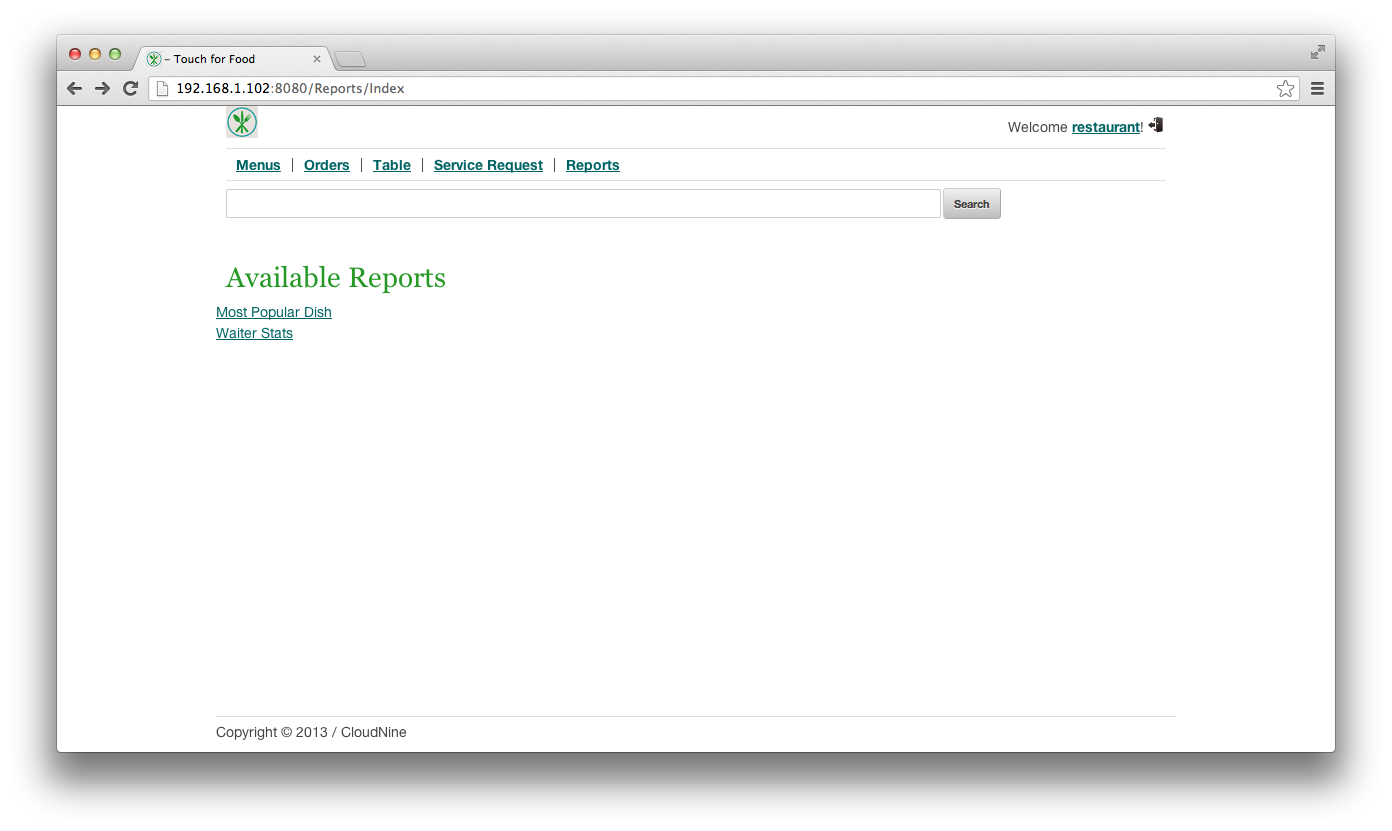 – Touch for Food
192.168.1.102:8080/Reports/Index
Welcome restaurant!
Menus | Orders | Table | Service Request | Reports
Search
Available Reports
Most Popular Dish
Waiter Stats
Copyright © 2013 / CloudNine